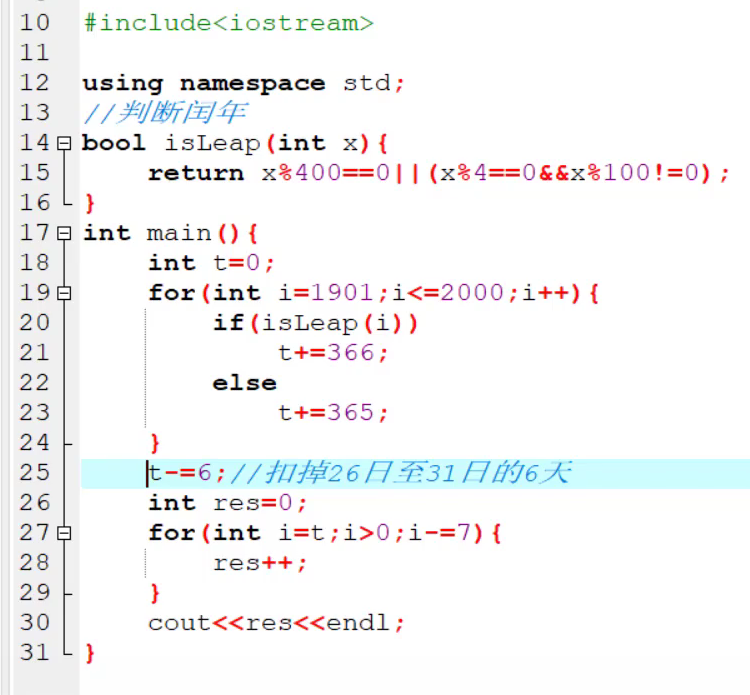 10 #include<iostream>
11
12 using namespace std;
13 //判断闰年
14 bool isLeap(int x){
15     return x%400==0||(x%4==0&&x%100!=0);
16 }
17 int main(){
18     int t=0;
19     for(int i=1901;i<=2000;i++){
20         if(isLeap(i))
21             t+=366;
22         else
23             t+=365;
24     }
25     t-=6;//扣掉26日至31日的6天
26     int res=0;
27     for(int i=t;i>0;i-=7){
28         res++;
29     }
30     cout<<res<<endl;
31 }